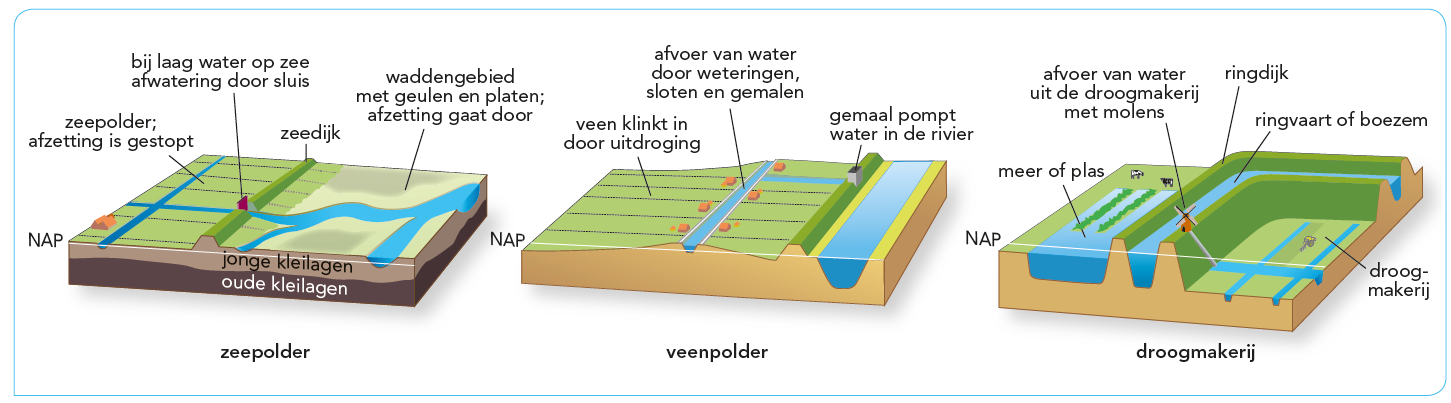 bij laag water op zee
afwatering door sluis
waddengebied
met geulen en platen;
afzetting gaat door
zeepolder;
afzetting is gestopt
zeedijk
NAP
jonge kleilagen
oude kleilagen
zeepolder
afvoer van water
door weteringen,
sloten en gemalen
veen klinkt in
door uitdroging
gemaal pompt
water in de rivier
NAP
veenpolder
afvoer van water
uit de droogmakerij
met molens
ringdijk
ringvaart of boezem
meer of plas
NAP
droog-
makerij
droogmakerij